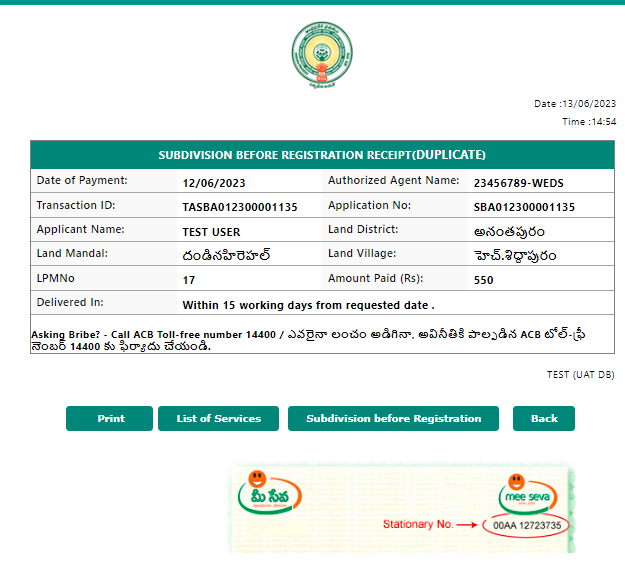 Date :13/06/2023
Time :14:54
SUBDIVISION BEFORE REGISTRATION RECEIPT(DUPLICATE)
Date of Payment: 12/06/2023 Authorized Agent Name: 23456789-WEDS
Transaction ID: TASBA012300001135 Application No: SBA012300001135
Applicant Name: TEST USER Land District: అనంతపురం
Land Mandal: దండినహిరెహల్ Land Village: హెచ్.శిద్దాపురం
LPMNo 17 Amount Paid (Rs): 550
Delivered In: Within 15 working days from requested date .
Asking Bribe? - Call ACB Toll-free number 14400 / ఎవరైనా లంచం అడిగినా, అవినీతికి పాల్పడిన ACB టోల్-ఫ్రీ
నెంబర్ 14400 కు ఫిర్యాదు చేయండి.
TEST (UAT DB)
Print List of Services Subdivision before Registration Back
మీ సేవ mee seva
Stationary No. 00AA 12723735